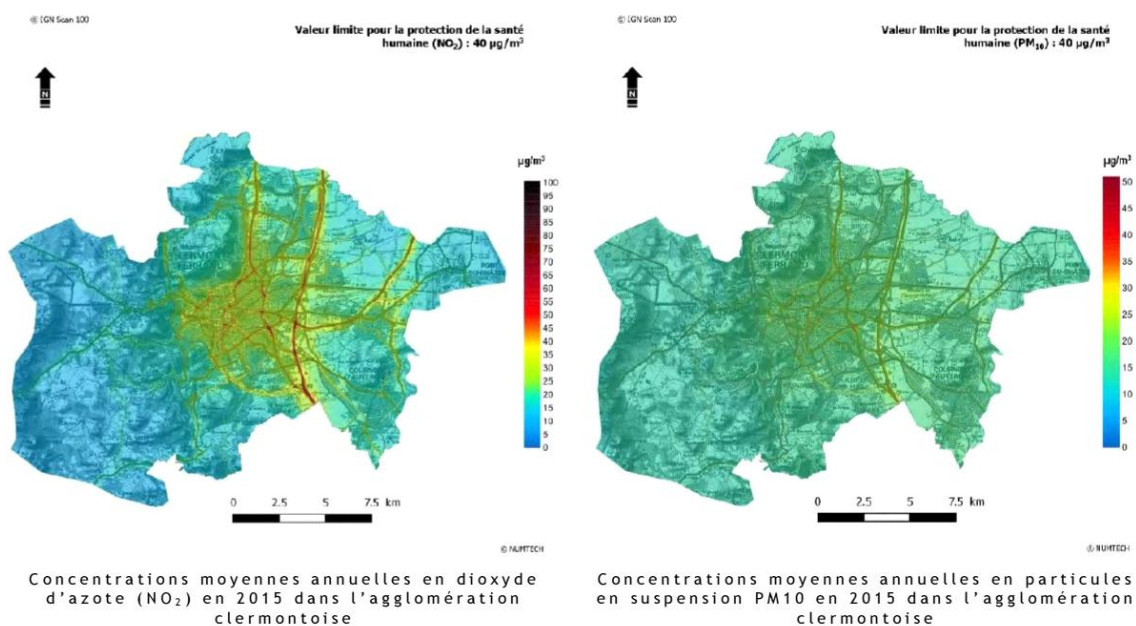 © IGN Scan 100
Valeur limite pour la protection de la santé
humaine (NO₂) : 40 µg/m³
N
µg/m³
100
95
90
85
80
75
70
65
60
55
50
45
40
35
30
25
20
15
10
5
0
CLERMONT
FERRAND
0 2.5 5 7.5 km
© NUMTECH
Concentrations moyennes annuelles en dioxyde
d'azote (NO₂) en 2015 dans l'agglomération
clermontoise
© IGN Scan 100
Valeur limite pour la protection de la santé
humaine (PM₁₀) : 40 µg/m³
N
µg/m³
50
45
40
35
30
25
20
15
10
5
0
0 2.5 5 7.5 km
© NUMTECH
Concentrations moyennes annuelles en particules
en suspension PM10 en 2015 dans l'agglomération
clermontoise